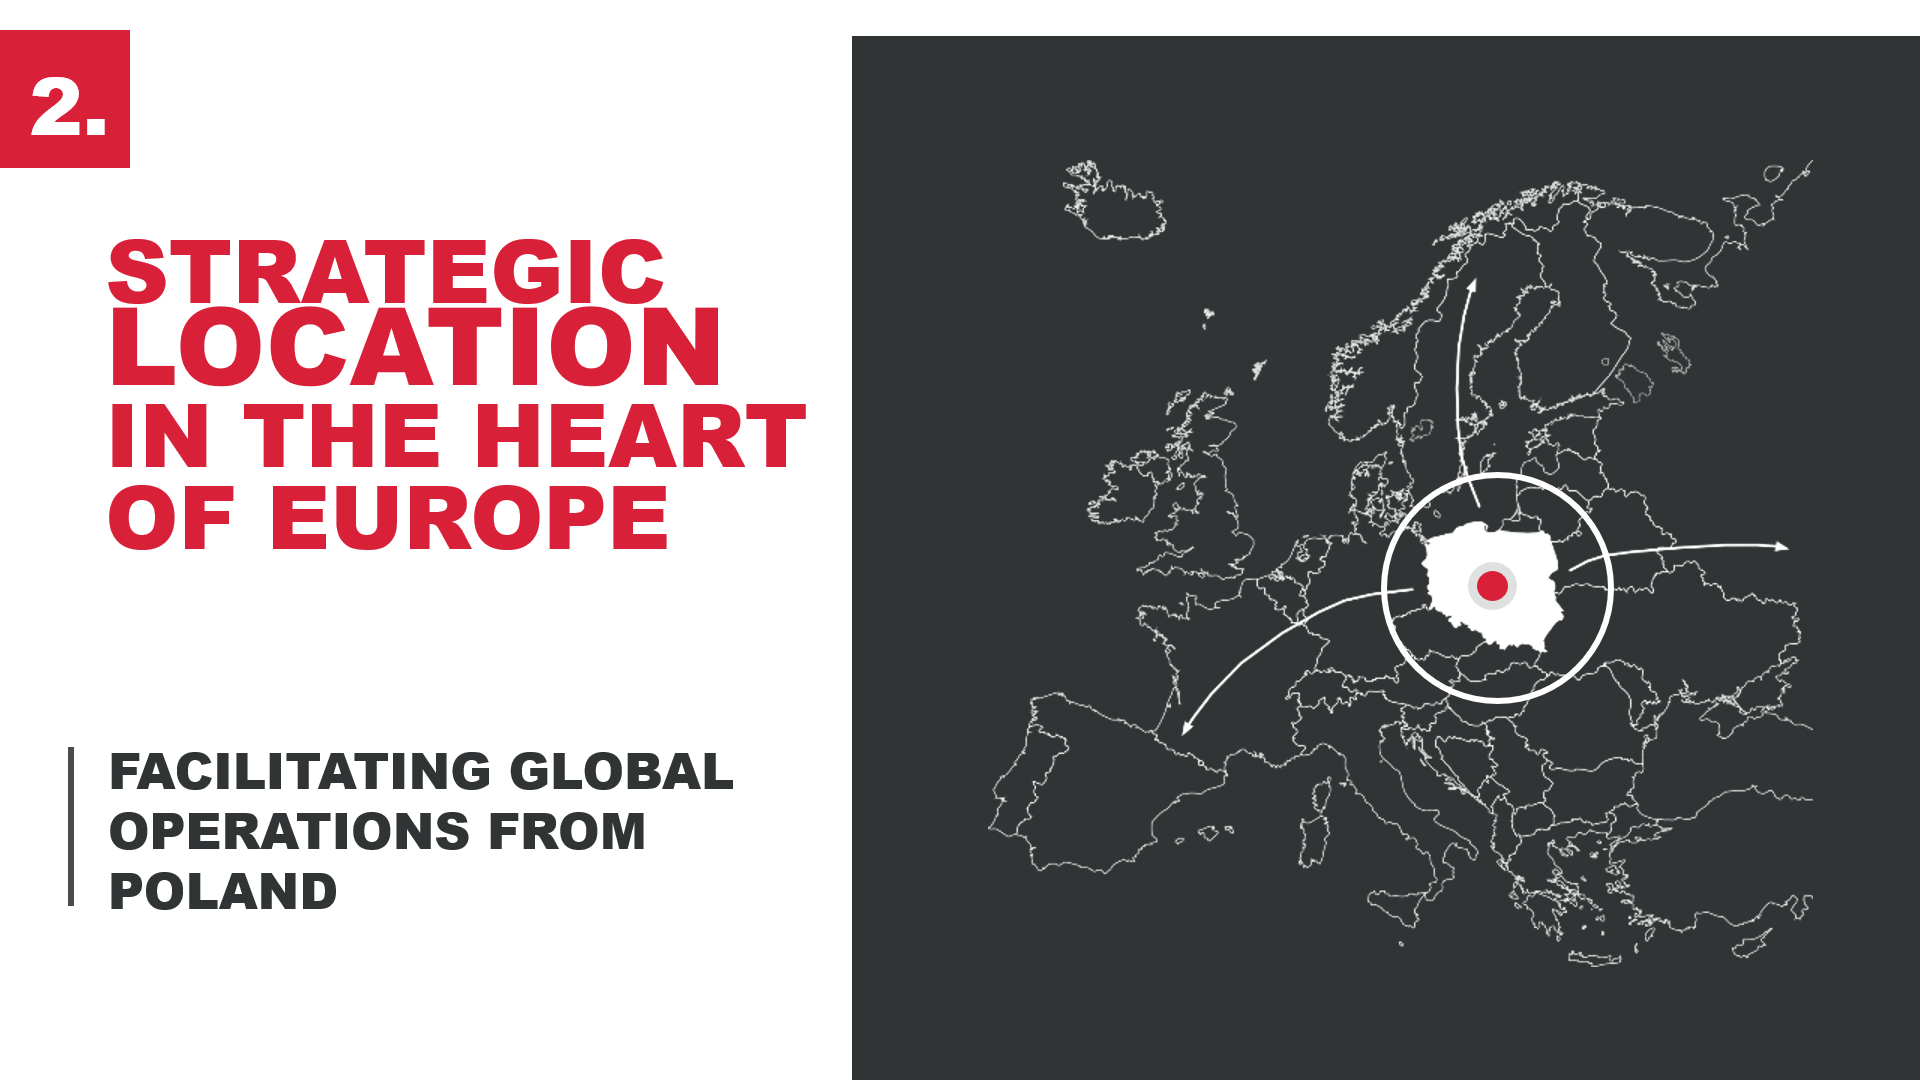 2.
STRATEGIC
LOCATION
IN THE HEART
OF EUROPE
FACILITATING GLOBAL
OPERATIONS FROM
POLAND